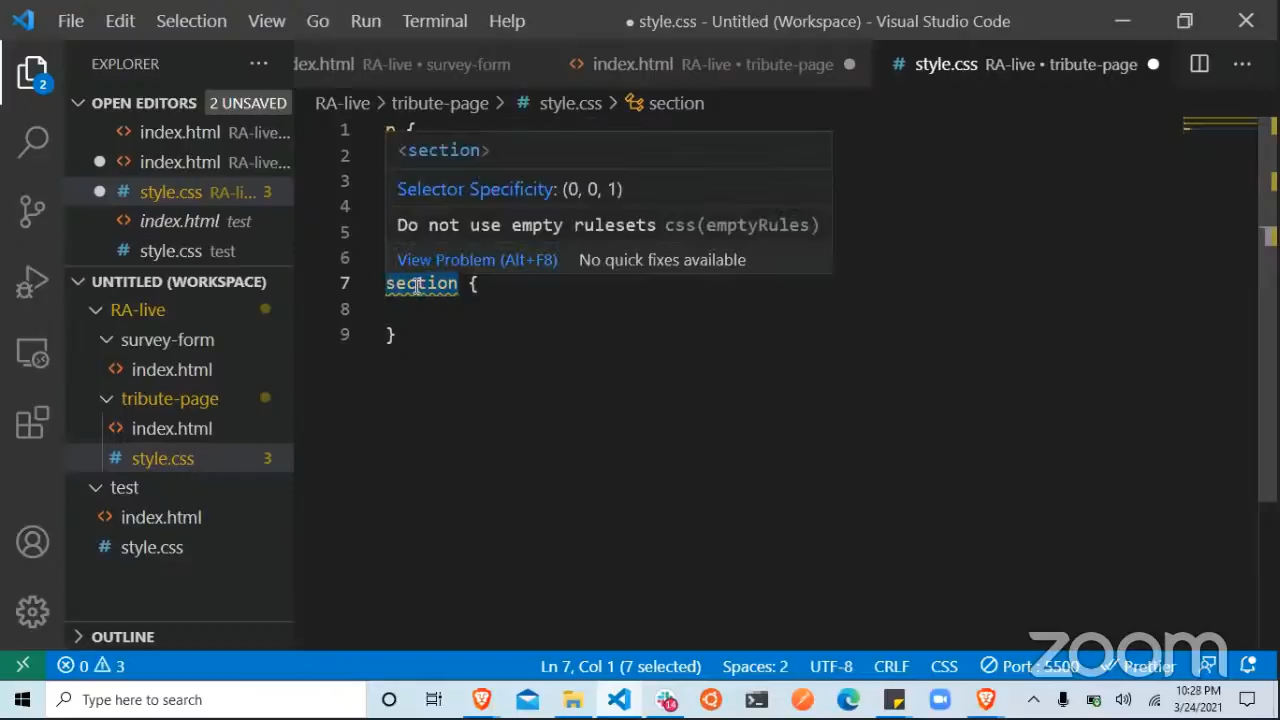 File Edit Selection View Go Run Terminal Help
● style.css - Untitled (Workspace) - Visual Studio Code
EXPLORER ···
OPEN EDITORS 2 UNSAVED
index.html RA-live...
● index.html RA-live...
● # style.css RA-li... 3
index.html test
# style.css test
UNTITLED (WORKSPACE)
RA-live
survey-form
<> index.html
tribute-page
<> index.html
# style.css 3
test
<> index.html
# style.css
OUTLINE
2
dex.html RA-live • survey-form
<> index.html RA-live • tribute-page ●
# style.css RA-live • tribute-page ●
RA-live > tribute-page > # style.css > section
1 p {
2
3
4
5
6
7 section {
8
9 }
<section>
Selector Specificity: (0, 0, 1)
Do not use empty rulesets css(emptyRules)
View Problem (Alt+F8) No quick fixes available
zoom
0 3
Ln 7, Col 1 (7 selected) Spaces: 2 UTF-8 CRLF CSS Port : 5500 Prettier
Type here to search
14
10:28 PM
3/24/2021